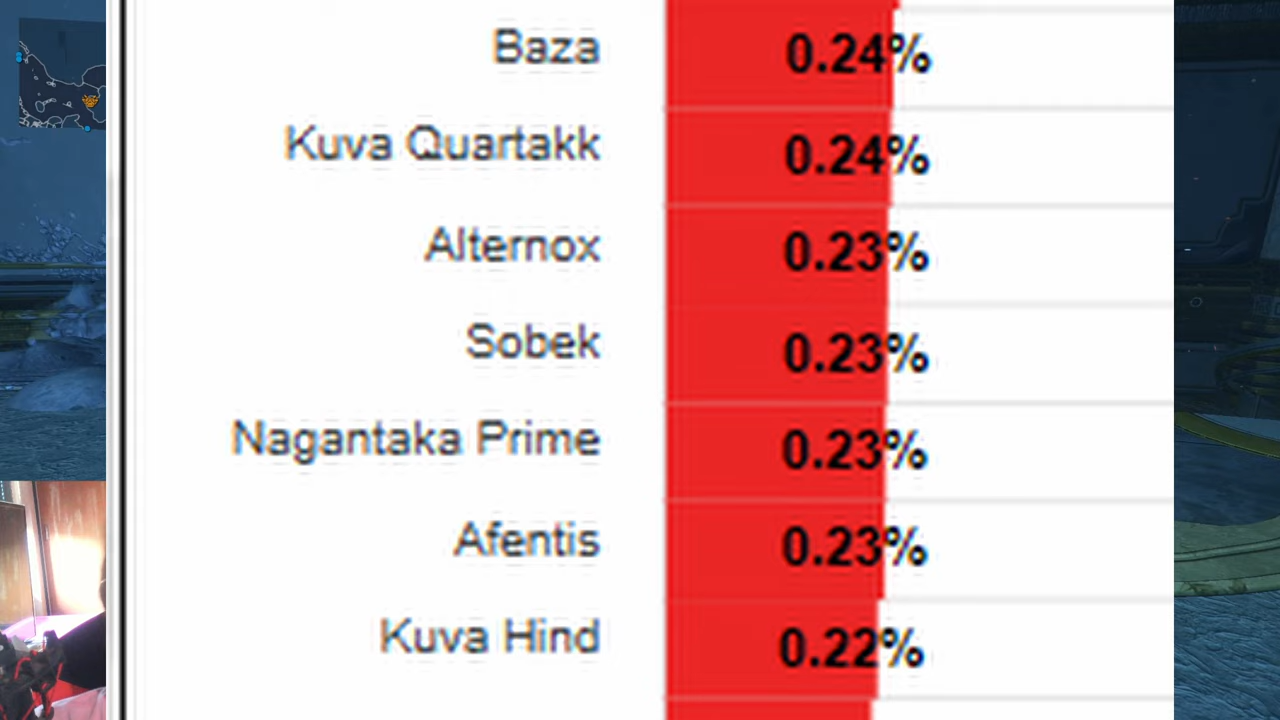 Baza 0.24%
Kuva Quartakk 0.24%
Alternox 0.23%
Sobek 0.23%
Nagantaka Prime 0.23%
Afentis 0.23%
Kuva Hind 0.22%